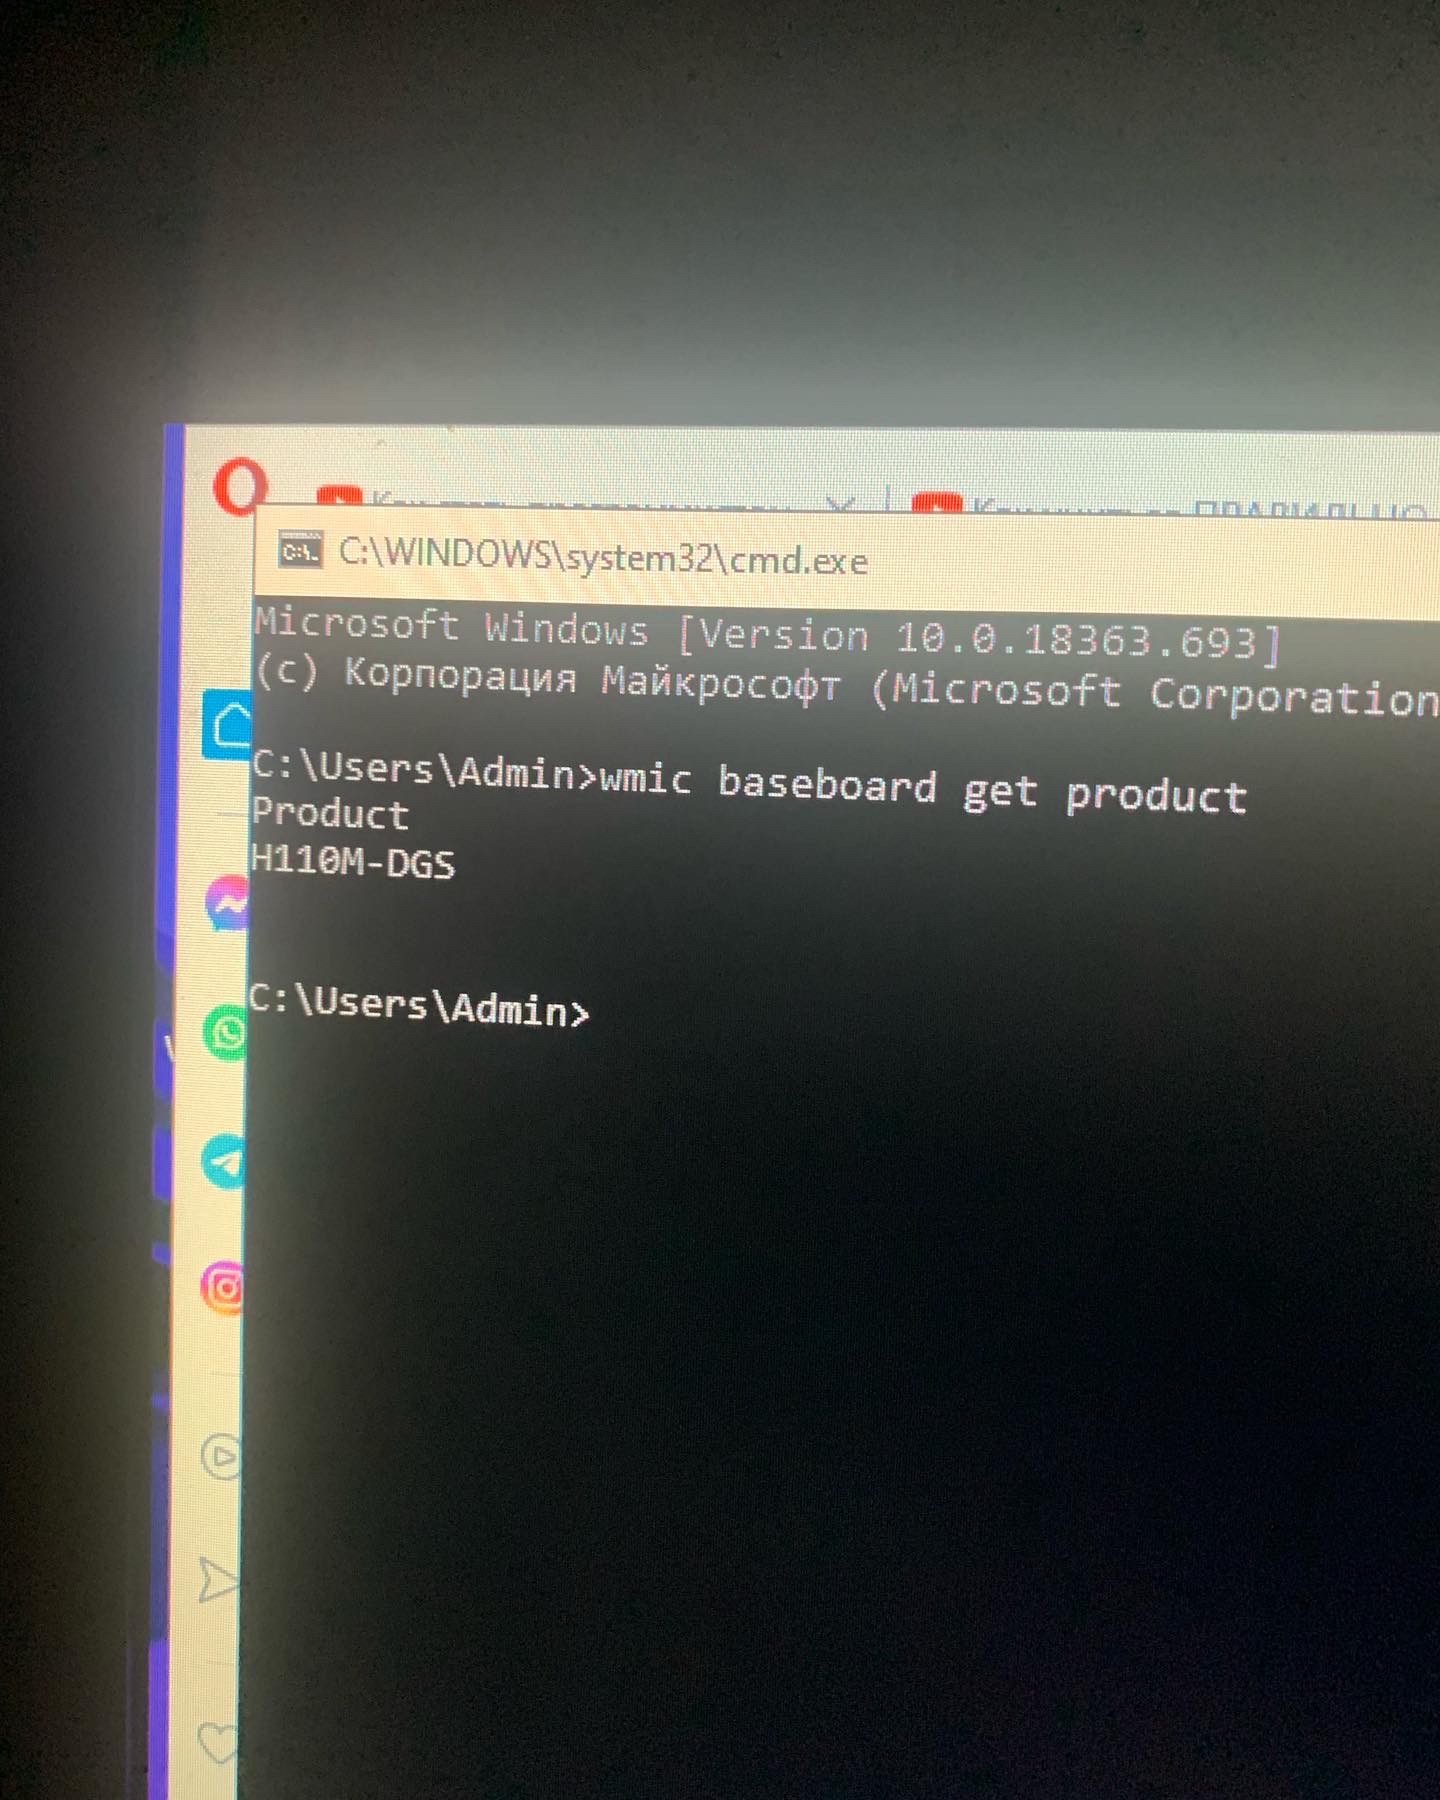 C:\WINDOWS\system32\cmd.exe
Microsoft Windows [Version 10.0.18363.693]
(c) Корпорация Майкрософт (Microsoft Corporation
C:\Users\Admin>wmic baseboard get product
Product
H110M-DGS
C:\Users\Admin>